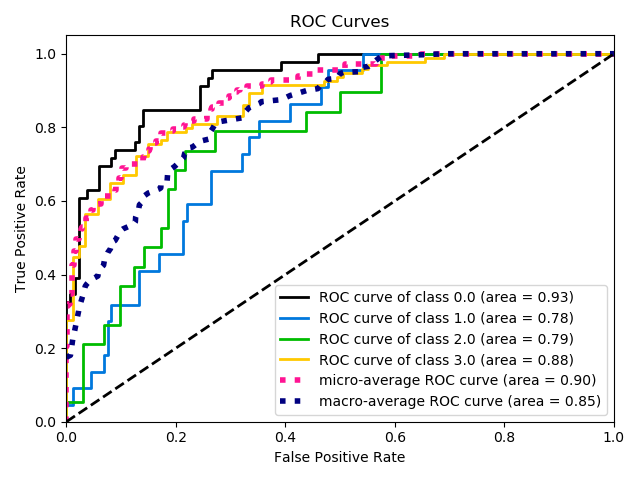 ROC Curves
True Positive Rate
1.0
0.8
0.6
0.4
0.2
0.0
ROC curve of class 0.0 (area = 0.93)
ROC curve of class 1.0 (area = 0.78)
ROC curve of class 2.0 (area = 0.79)
ROC curve of class 3.0 (area = 0.88)
micro-average ROC curve (area = 0.90)
macro-average ROC curve (area = 0.85)
0.0 0.2 0.4 0.6 0.8 1.0
False Positive Rate